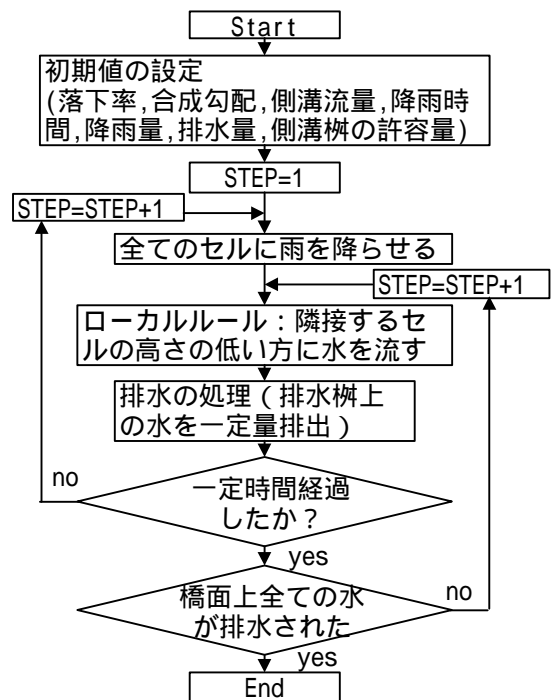 Start
初期値の設定
(落下率,合成勾配,側溝流量,降雨時
間,降雨量,排水量,側溝桝の許容量)
STEP=1
STEP=STEP+1
全てのセルに雨を降らせる
STEP=STEP+1
ローカルルール：隣接するセ
ルの高さの低い方に水を流す
排水の処理（排水桝上
の水を一定量排出）
no
一定時間経過
したか？
yes
橋面上全ての水
が排水された
no
yes
End